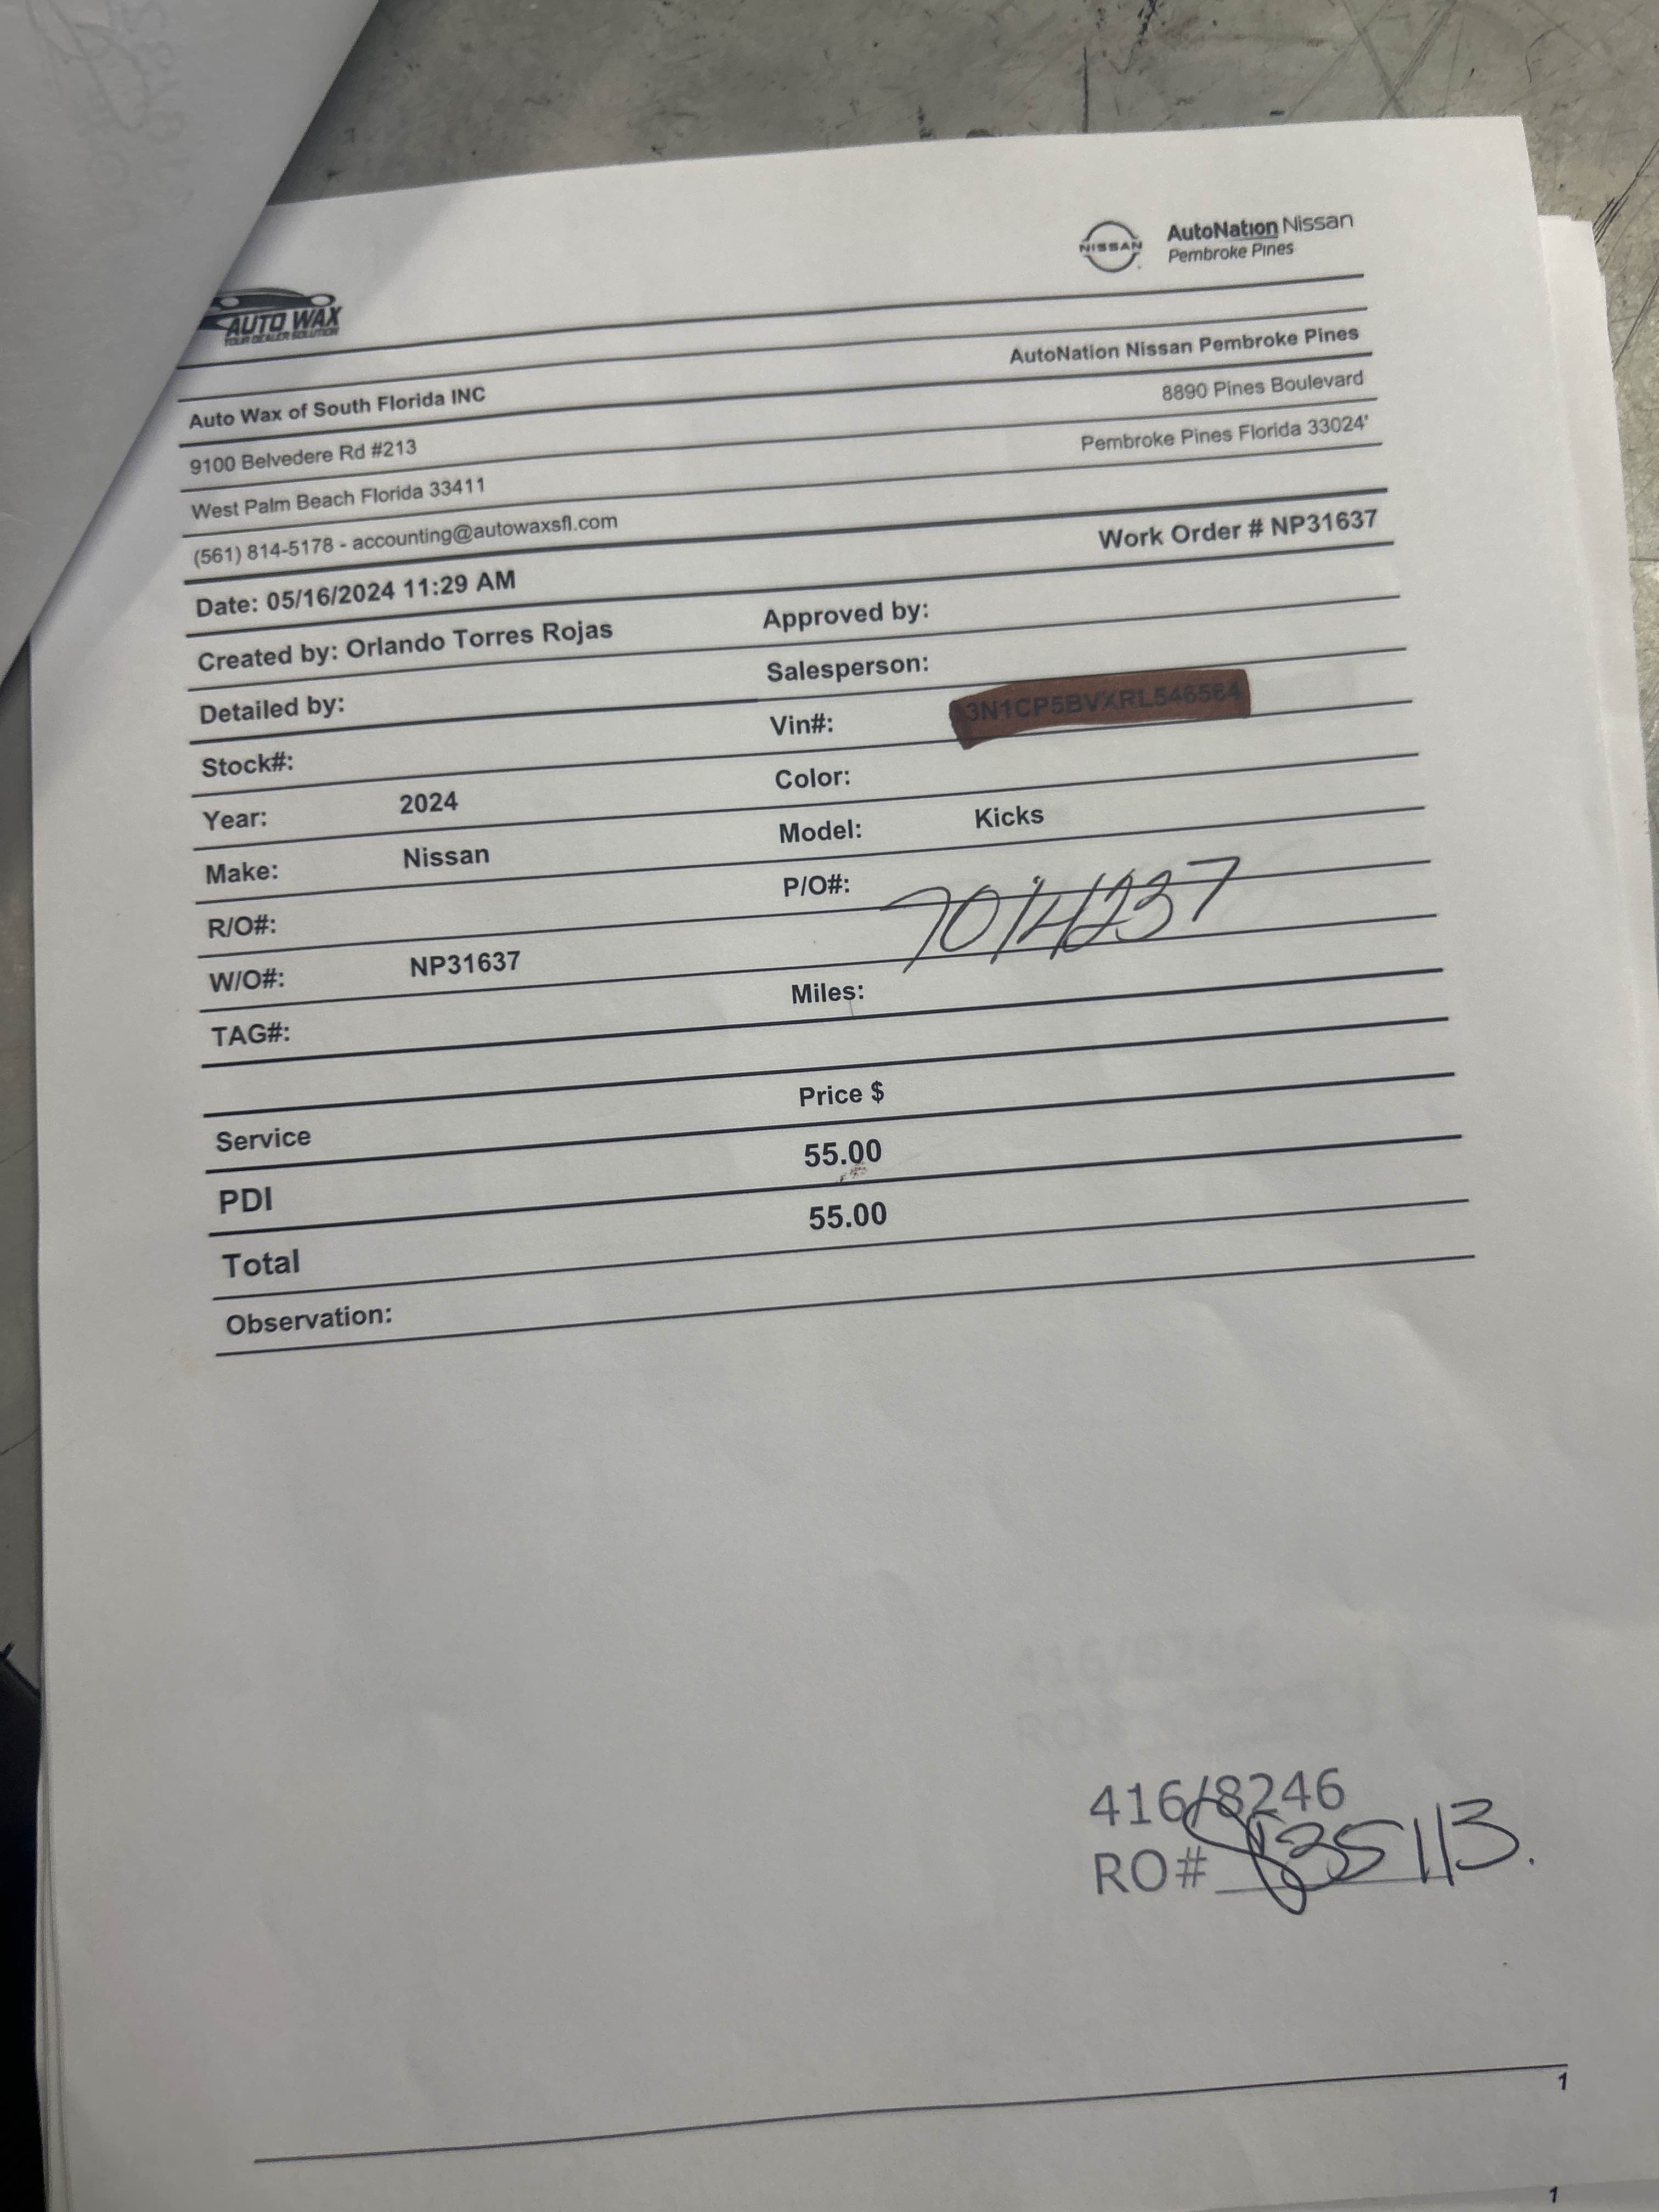 NISSAN
AutoNation Nissan
Pembroke Pines
AUTO WAX
YOUR DEALER SOLUTION
Auto Wax of South Florida INC
AutoNation Nissan Pembroke Pines
9100 Belvedere Rd #213
8890 Pines Boulevard
West Palm Beach Florida 33411
Pembroke Pines Florida 33024'
(561) 814-5178 - accounting@autowaxsfl.com
Date: 05/16/2024 11:29 AM
Work Order # NP31637
Created by: Orlando Torres Rojas
Approved by:
Detailed by:
Salesperson:
Stock#:
Vin#: 3N1CP5BVXRL546564
Year: 2024
Color:
Make: Nissan
Model: Kicks
R/O#:
P/O#: 7014237
W/O#: NP31637
TAG#:
Miles:
Service
Price $
PDI
55.00
Total
55.00
Observation:
416/8246
RO# 835113.
1
1